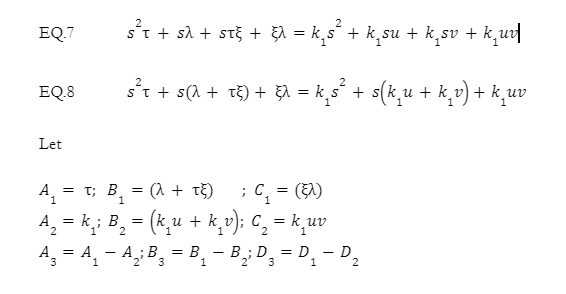 EQ.7 s²τ + sλ + sτξ + ξλ = k₁s² + k₁su + k₁sv + k₁uv
EQ.8 s²τ + s(λ + τξ) + ξλ = k₁s² + s(k₁u + k₁v) + k₁uv
Let
A₁ = τ; B₁ = (λ + τξ) ; C₁ = (ξλ)
A₂ = k₁; B₂ = (k₁u + k₁v); C₂ = k₁uv
A₃ = A₁ − A₂; B₃ = B₁ − B₂; D₃ = D₁ − D₂